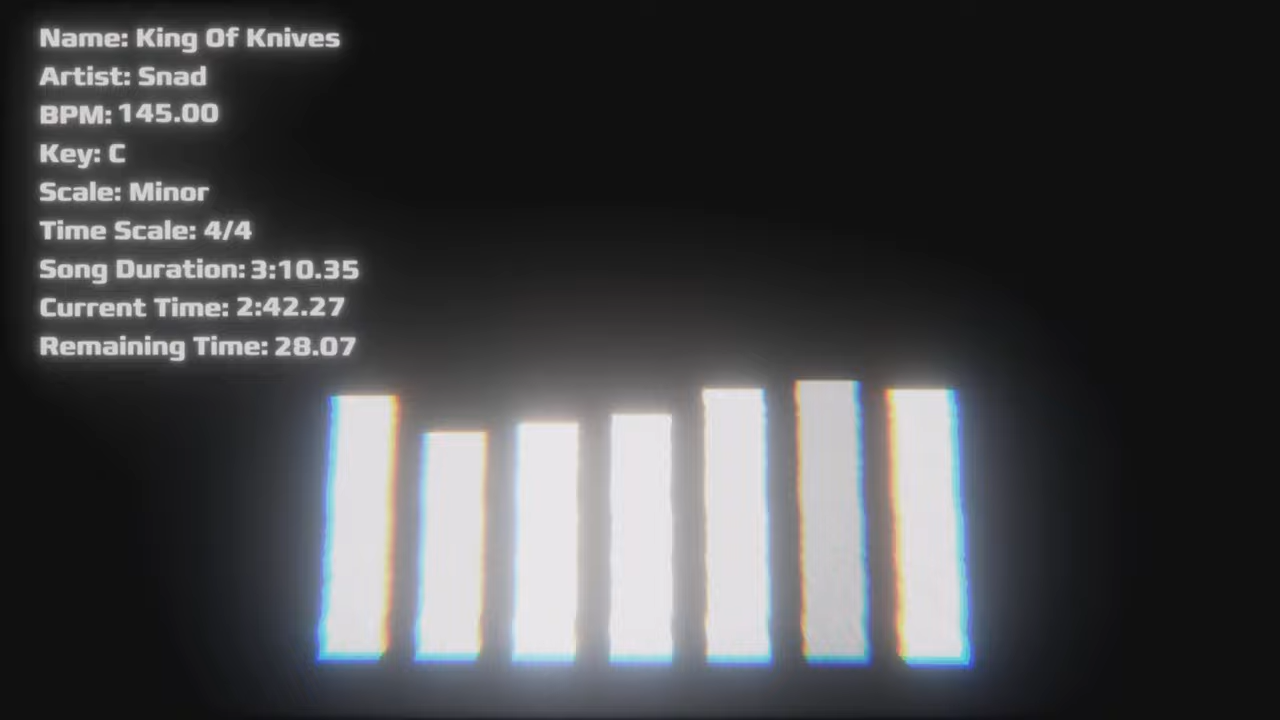 Name: King Of Knives
Artist: Snad
BPM: 145.00
Key: C
Scale: Minor
Time Scale: 4/4
Song Duration: 3:10.35
Current Time: 2:42.27
Remaining Time: 28.07